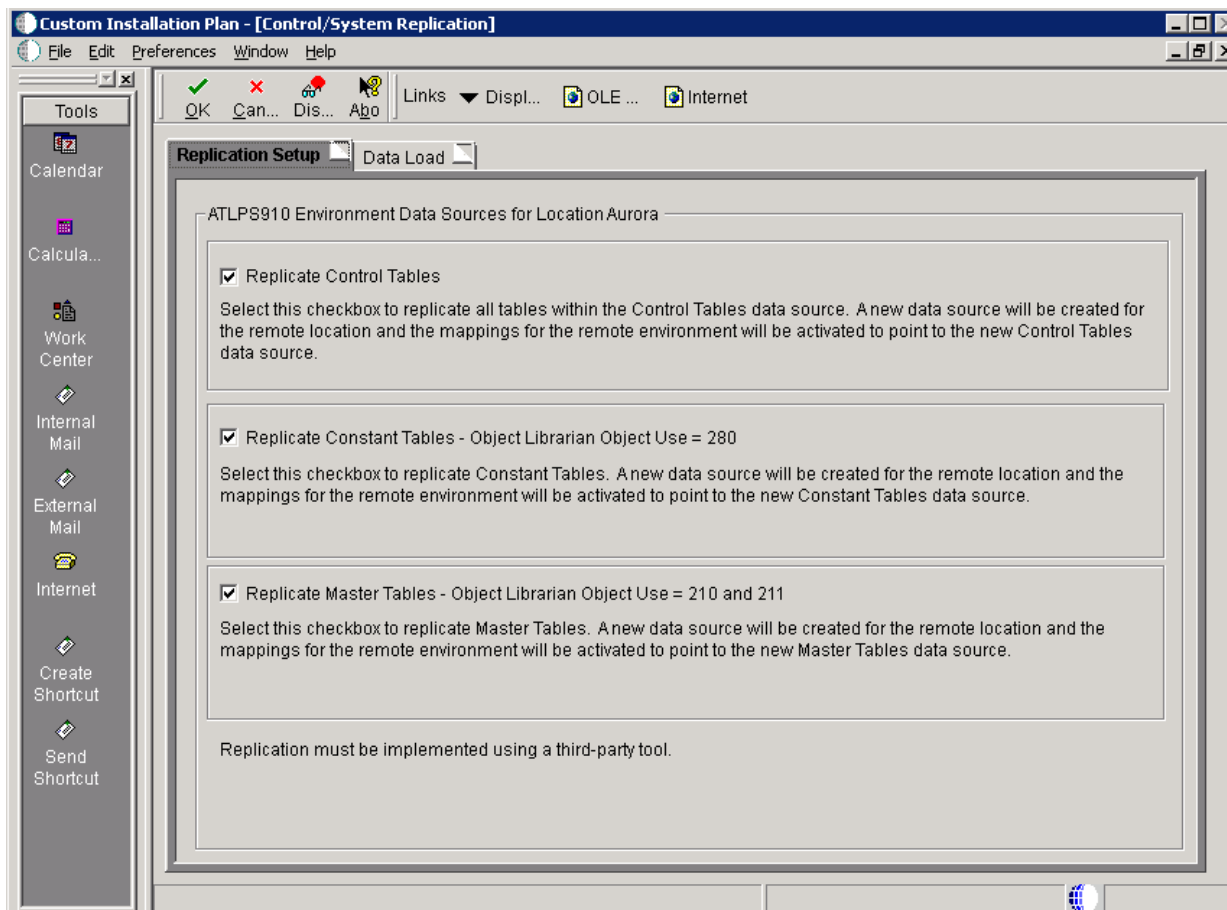 Custom Installation Plan - [Control/System Replication]
File Edit Preferences Window Help
Tools
Calendar
Calcula...
Work
Center
Internal
Mail
External
Mail
Internet
Create
Shortcut
Send
Shortcut
OK Can... Dis... Abo Links Displ... OLE ... Internet
Replication Setup Data Load
ATLPS910 Environment Data Sources for Location Aurora
Replicate Control Tables
Select this checkbox to replicate all tables within the Control Tables data source. A new data source will be created for
the remote location and the mappings for the remote environment will be activated to point to the new Control Tables
data source.
Replicate Constant Tables - Object Librarian Object Use = 280
Select this checkbox to replicate Constant Tables. A new data source will be created for the remote location and the
mappings for the remote environment will be activated to point to the new Constant Tables data source.
Replicate Master Tables - Object Librarian Object Use = 210 and 211
Select this checkbox to replicate Master Tables. A new data source will be created for the remote location and the
mappings for the remote environment will be activated to point to the new Master Tables data source.
Replication must be implemented using a third-party tool.